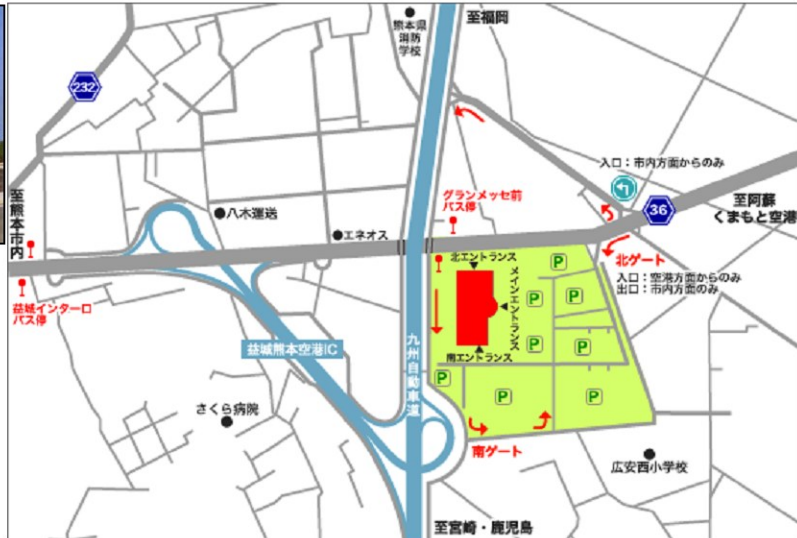 熊本県
消防
学校
至福岡
232
入口：市内方面からのみ
グランメッセ前
バス停
至阿蘇
くまもと空港
36
至熊本市内
八木運送
エネオス
北エントランス
北ゲート
入口：空港方面からのみ
出口：市内方面のみ
メインエントランス
P
P
P
P
P
南エントランス
P
P
P
益城インター口
バス停
益城熊本空港IC
九州自動車道
さくら病院
南ゲート
広安西小学校
至宮崎・鹿児島